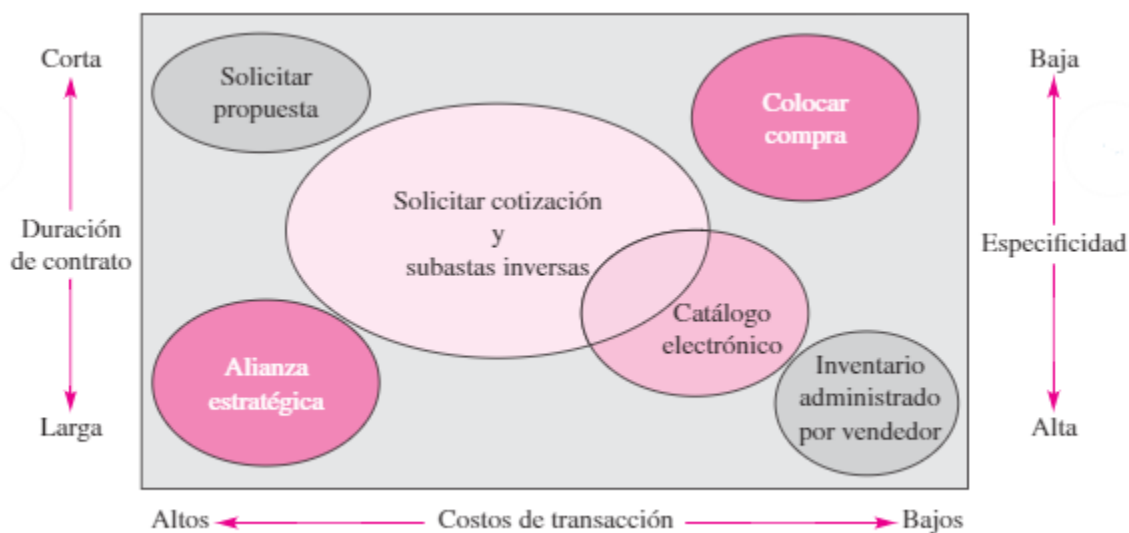 Corta
Duración
de contrato
Larga
Solicitar
propuesta
Colocar
compra
Solicitar cotización
y
subastas inversas
Catálogo
electrónico
Alianza
estratégica
Inventario
administrado
por vendedor
Baja
Especificidad
Alta
Altos
Costos de transacción
Bajos